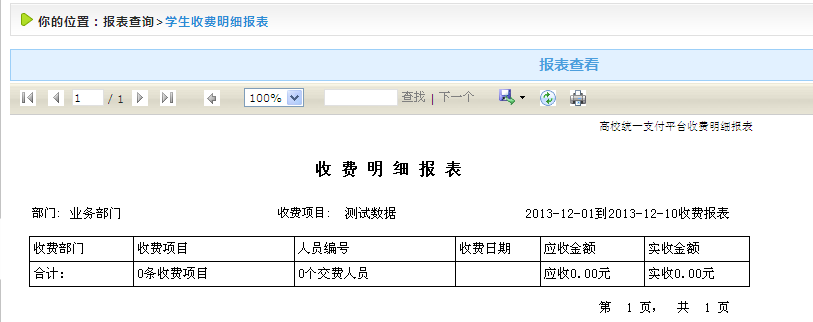 你的位置：报表查询>学生收费明细报表
报表查看
1 / 1 100% 查找 | 下一个
高校统一支付平台收费明细报表
收费明细报表
部门: 业务部门 收费项目: 测试数据 2013-12-01到2013-12-10收费报表
收费部门 收费项目 人员编号 收费日期 应收金额 实收金额
合计: 0条收费项目 0个交费人员 应收0.00元 实收0.00元
第 1 页, 共 1 页